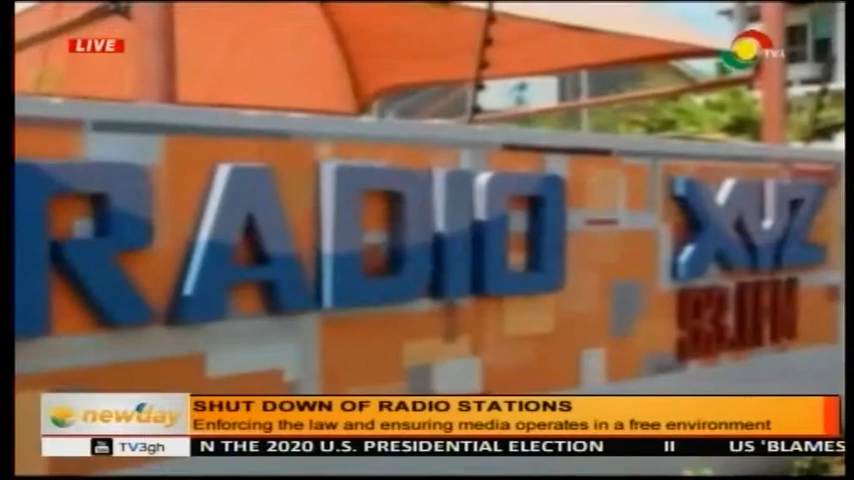 LIVE
TV3
RADIO XYZ
93.1FM
newday
SHUT DOWN OF RADIO STATIONS
Enforcing the law and ensuring media operates in a free environment
TV3gh
N THE 2020 U.S. PRESIDENTIAL ELECTION II US 'BLAMES